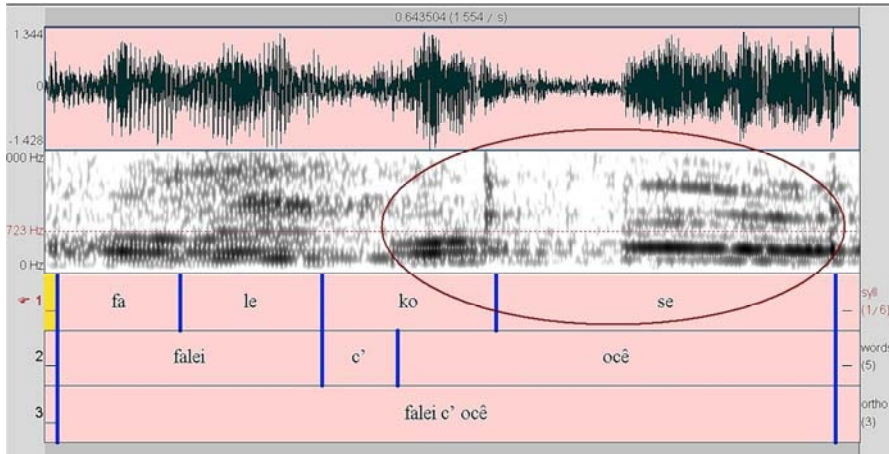 0.643504 (1.554 / s)
1.344
0
-1.428
000 Hz
723 Hz
0 Hz
1 fa le ko se syll (1/6)
2 falei c’ ocê words (5)
3 falei c’ ocê ortho (3)